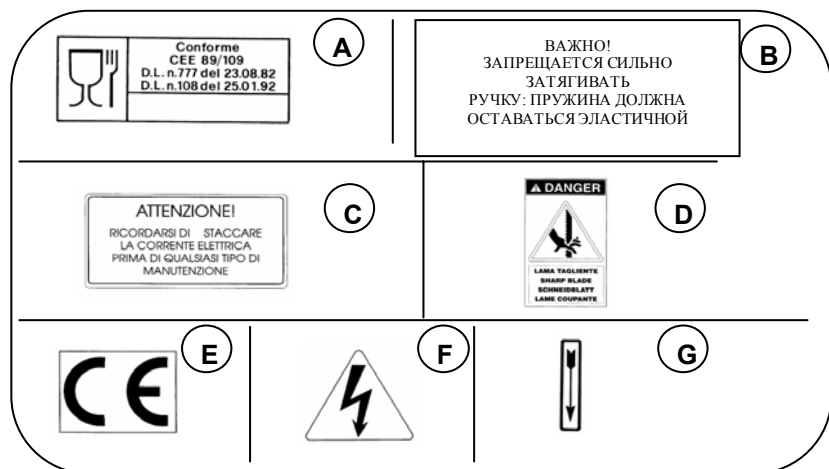 Conforme
CEE 89/109
D.L.n.777 del 23.08.82
D.L.n.108 del 25.01.92
A
ВАЖНО!
ЗАПРЕЩАЕТСЯ СИЛЬНО
ЗАТЯГИВАТЬ
РУЧКУ: ПРУЖИНА ДОЛЖНА
ОСТАВАТЬСЯ ЭЛАСТИЧНОЙ
B
ATTENZIONE!
RICORDARSI DI STACCARE
LA CORRENTE ELETTRICA
PRIMA DI QUALSIASI TIPO DI
MANUTENZIONE
C
DANGER
LAMA TAGLIENTE
SHARP BLADE
SCHNEIDBLATT
LAME COUPANTE
D
CE
E
F
G